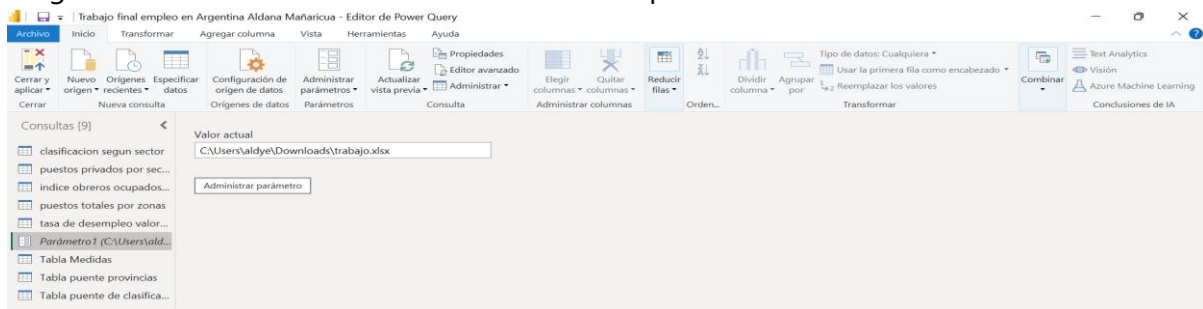 Trabajo final empleo en Argentina Aldana Mañaricua - Editor de Power Query
Archivo Inicio Transformar Agregar columna Vista Herramientas Ayuda
Cerrar y aplicar
Nuevo origen
Orígenes recientes
Especificar datos
Configuración de origen de datos
Administrar parámetros
Actualizar vista previa
Propiedades
Editor avanzado
Administrar
Elegir columnas
Quitar columnas
Reducir filas
Dividir columna
Agrupar por
Tipo de datos: Cualquiera
Usar la primera fila como encabezado
Reemplazar los valores
Combinar
Text Analytics
Visión
Azure Machine Learning
Cerrar Nueva consulta Orígenes de datos Parámetros Consulta Administrar columnas Orden... Transformar Conclusiones de IA
Consultas [9]
clasificacion segun sector
puestos privados por sec...
indice obreros ocupados...
puestos totales por zonas
tasa de desempleo valor...
Parámetro1 (C:\Users\ald...
Tabla Medidas
Tabla puente provincias
Tabla puente de clasifica...
Valor actual
C:\Users\aldye\Downloads\trabajo.xlsx
Administrar parámetro